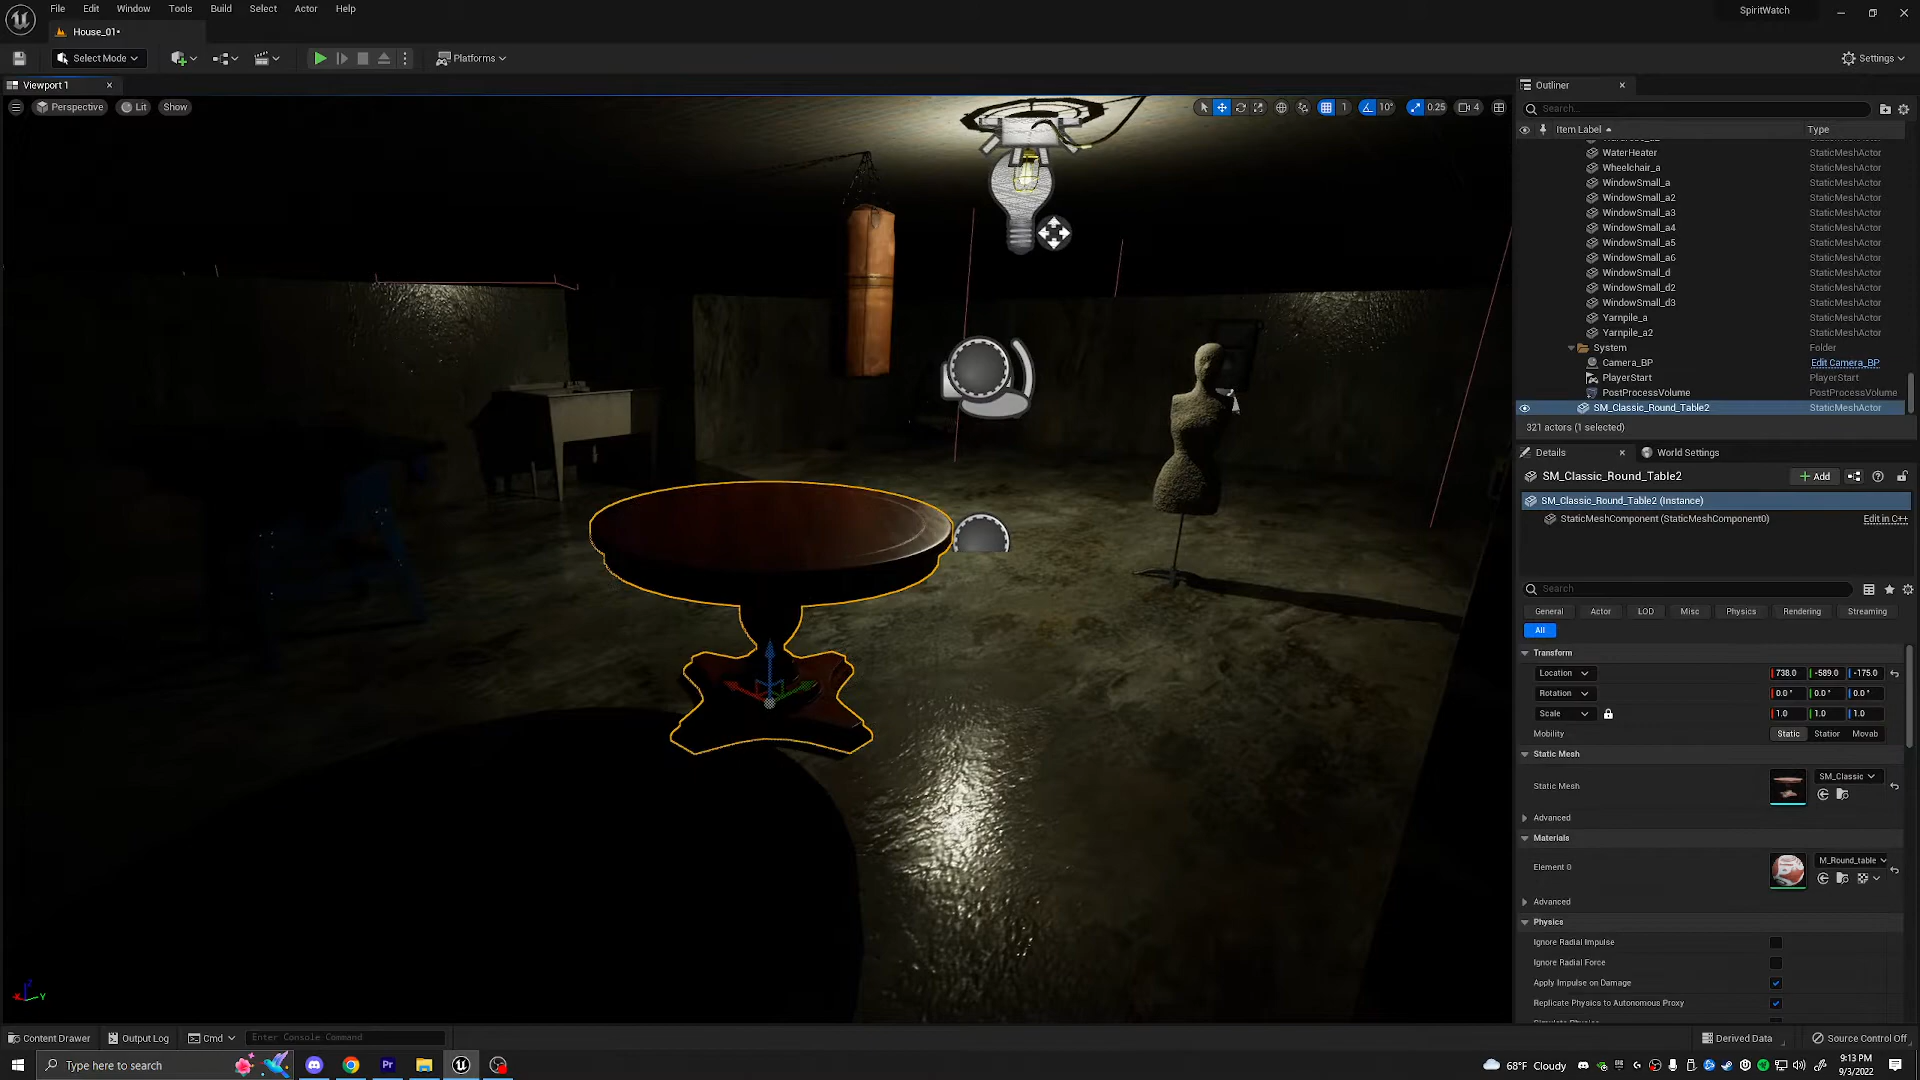 File Edit Window Tools Build Select Actor Help
SpiritWatch
House_01•
Select Mode
Platforms
Settings
Viewport 1
Perspective Lit Show
1 10° 0.25 4
Outliner
Search...
Item Label Type
WaterHeater StaticMeshActor
Wheelchair_a StaticMeshActor
WindowSmall_a StaticMeshActor
WindowSmall_a2 StaticMeshActor
WindowSmall_a3 StaticMeshActor
WindowSmall_a4 StaticMeshActor
WindowSmall_a5 StaticMeshActor
WindowSmall_a6 StaticMeshActor
WindowSmall_d StaticMeshActor
WindowSmall_d2 StaticMeshActor
WindowSmall_d3 StaticMeshActor
Yarnpile_a StaticMeshActor
Yarnpile_a2 StaticMeshActor
System Folder
Camera_BP Edit Camera_BP
PlayerStart PlayerStart
PostProcessVolume PostProcessVolume
SM_Classic_Round_Table2 StaticMeshActor
321 actors (1 selected)
Details World Settings
SM_Classic_Round_Table2
Add
SM_Classic_Round_Table2 (Instance)
StaticMeshComponent (StaticMeshComponent0) Edit in C++
Search
General Actor LOD Misc Physics Rendering Streaming
All
Transform
Location 738.0 -589.0 -175.0
Rotation 0.0° 0.0° 0.0°
Scale 1.0 1.0 1.0
Mobility Static Station Movab
Static Mesh
Static Mesh SM_Classic
Advanced
Materials
Element 0 M_Round_table
Advanced
Physics
Ignore Radial Impulse
Ignore Radial Force
Apply Impulse on Damage
Replicate Physics to Autonomous Proxy
X Y Z
Content Drawer Output Log Cmd Enter Console Command
Derived Data Source Control Off
Type here to search
Pr
68°F Cloudy
9:13 PM
9/3/2022